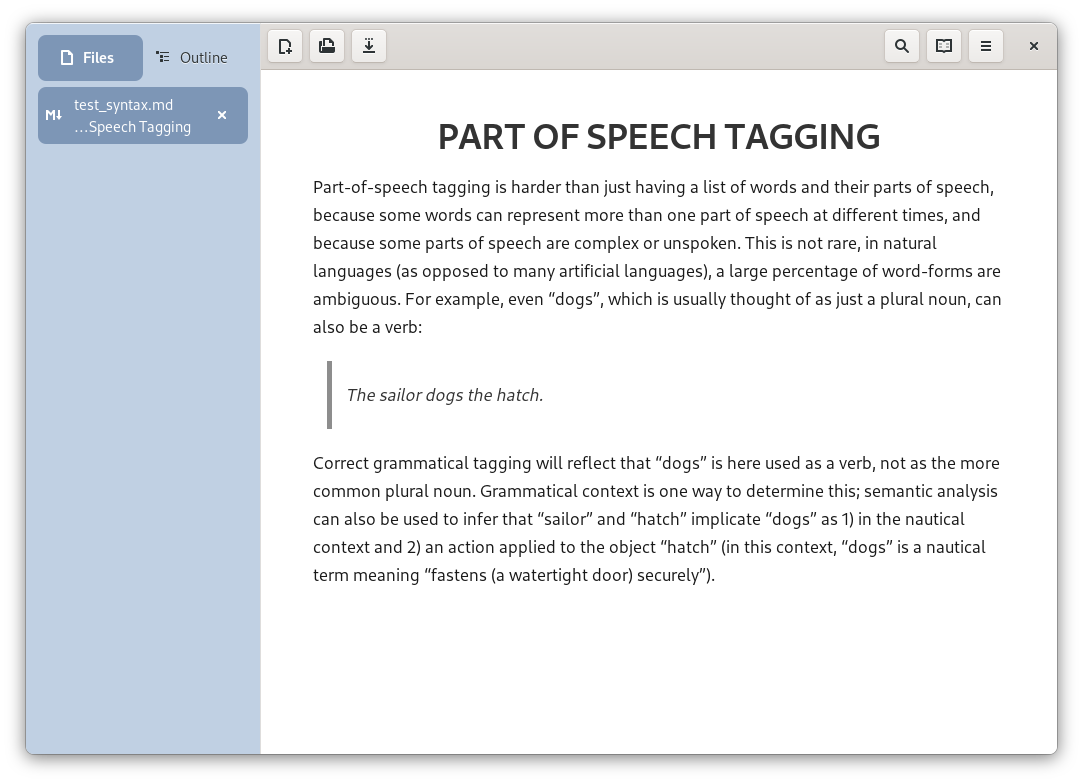 Files
Outline
M↓
test_syntax.md
...Speech Tagging
PART OF SPEECH TAGGING
Part-of-speech tagging is harder than just having a list of words and their parts of speech,
because some words can represent more than one part of speech at different times, and
because some parts of speech are complex or unspoken. This is not rare, in natural
languages (as opposed to many artificial languages), a large percentage of word-forms are
ambiguous. For example, even “dogs”, which is usually thought of as just a plural noun, can
also be a verb:
The sailor dogs the hatch.
Correct grammatical tagging will reflect that “dogs” is here used as a verb, not as the more
common plural noun. Grammatical context is one way to determine this; semantic analysis
can also be used to infer that “sailor” and “hatch” implicate “dogs” as 1) in the nautical
context and 2) an action applied to the object “hatch” (in this context, “dogs” is a nautical
term meaning “fastens (a watertight door) securely”).